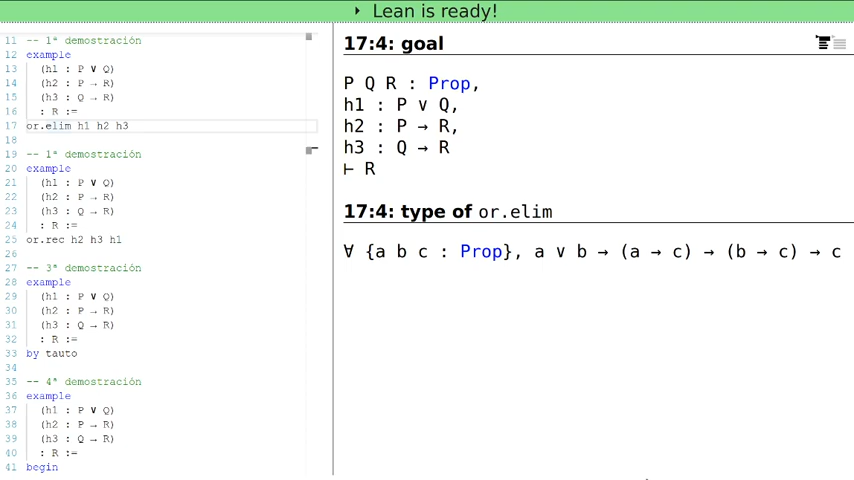 Lean is ready!
11 -- 1ª demostración
12 example
13 (h1 : P ∨ Q)
14 (h2 : P → R)
15 (h3 : Q → R)
16 : R :=
17 or.elim h1 h2 h3
18
19 -- 1ª demostración
20 example
21 (h1 : P ∨ Q)
22 (h2 : P → R)
23 (h3 : Q → R)
24 : R :=
25 or.rec h2 h3 h1
26
27 -- 3ª demostración
28 example
29 (h1 : P ∨ Q)
30 (h2 : P → R)
31 (h3 : Q → R)
32 : R :=
33 by tauto
34
35 -- 4ª demostración
36 example
37 (h1 : P ∨ Q)
38 (h2 : P → R)
39 (h3 : Q → R)
40 : R :=
41 begin
17:4: goal
P Q R : Prop,
h1 : P ∨ Q,
h2 : P → R,
h3 : Q → R
⊢ R
17:4: type of or.elim
∀ {a b c : Prop}, a ∨ b → (a → c) → (b → c) → c